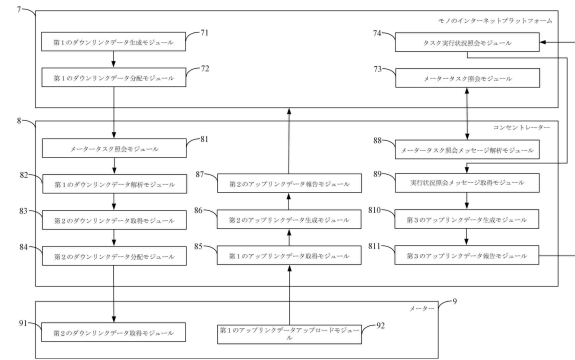 7
モノのインターネットプラットフォーム
71
第1のダウンリンクデータ生成モジュール
74
タスク実行状況照会モジュール
72
第1のダウンリンクデータ分配モジュール
73
メータータスク照会モジュール
8
コンセントレーター
81
メータータスク照会モジュール
88
メータータスク照会メッセージ解析モジュール
82
第1のダウンリンクデータ解析モジュール
87
第2のアップリンクデータ報告モジュール
89
実行状況照会メッセージ取得モジュール
83
第2のダウンリンクデータ取得モジュール
86
第2のアップリンクデータ生成モジュール
810
第3のアップリンクデータ生成モジュール
84
第2のダウンリンクデータ分配モジュール
85
第1のアップリンクデータ取得モジュール
811
第3のアップリンクデータ報告モジュール
メーター
9
91
第2のダウンリンクデータ取得モジュール
第1のアップリンクデータアップロードモジュー
ル
92